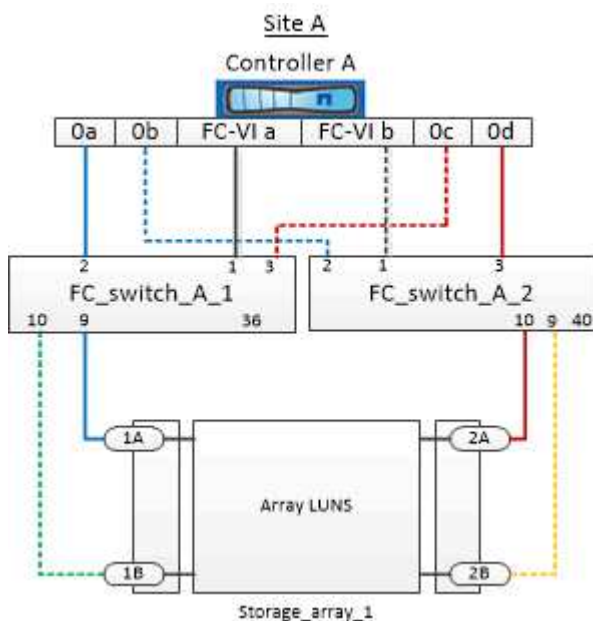 Site A
Controller A
0a 0b FC-VI a FC-VI b 0c 0d
2 1 3 2 1 3
FC_switch_A_1 FC_switch_A_2
10 9 36 10 9 40
1A 2A
Array LUNS
1B 2B
Storage_array_1